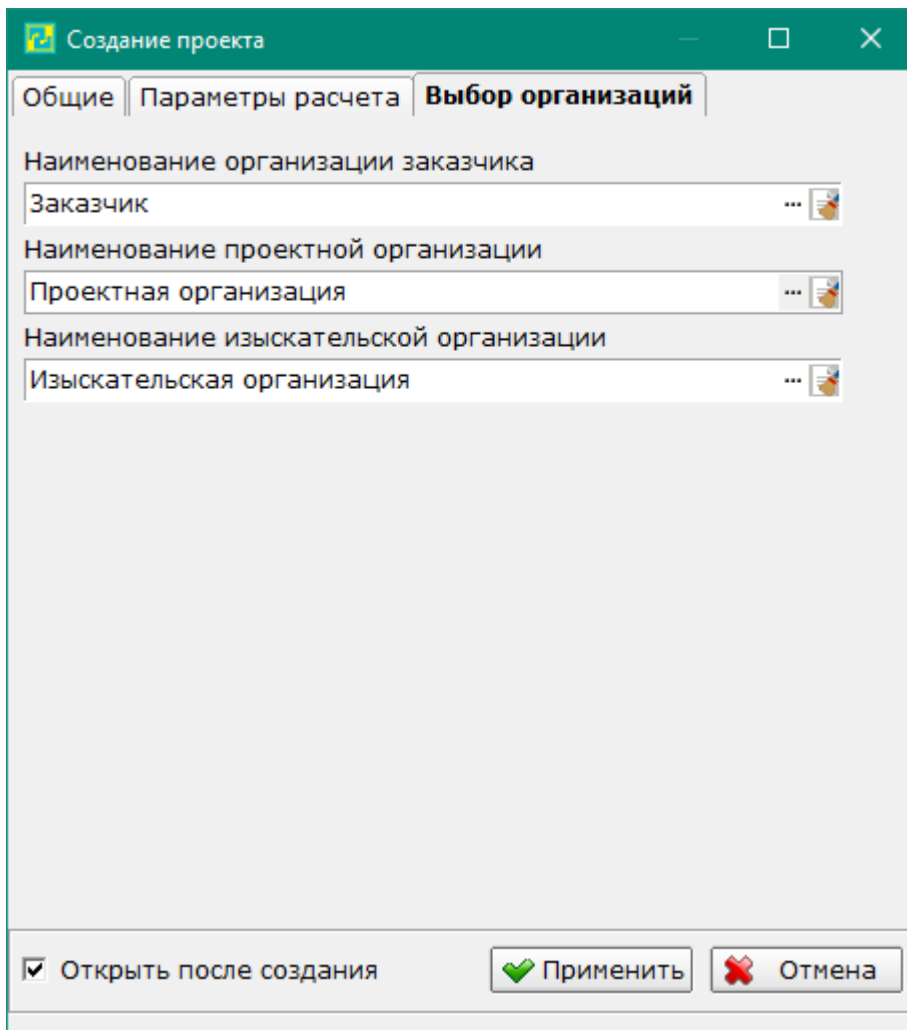 Создание проекта
Общие Параметры расчета Выбор организаций
Наименование организации заказчика
Заказчик ...
Наименование проектной организации
Проектная организация ...
Наименование изыскательской организации
Изыскательская организация ...
Открыть после создания Применить Отмена